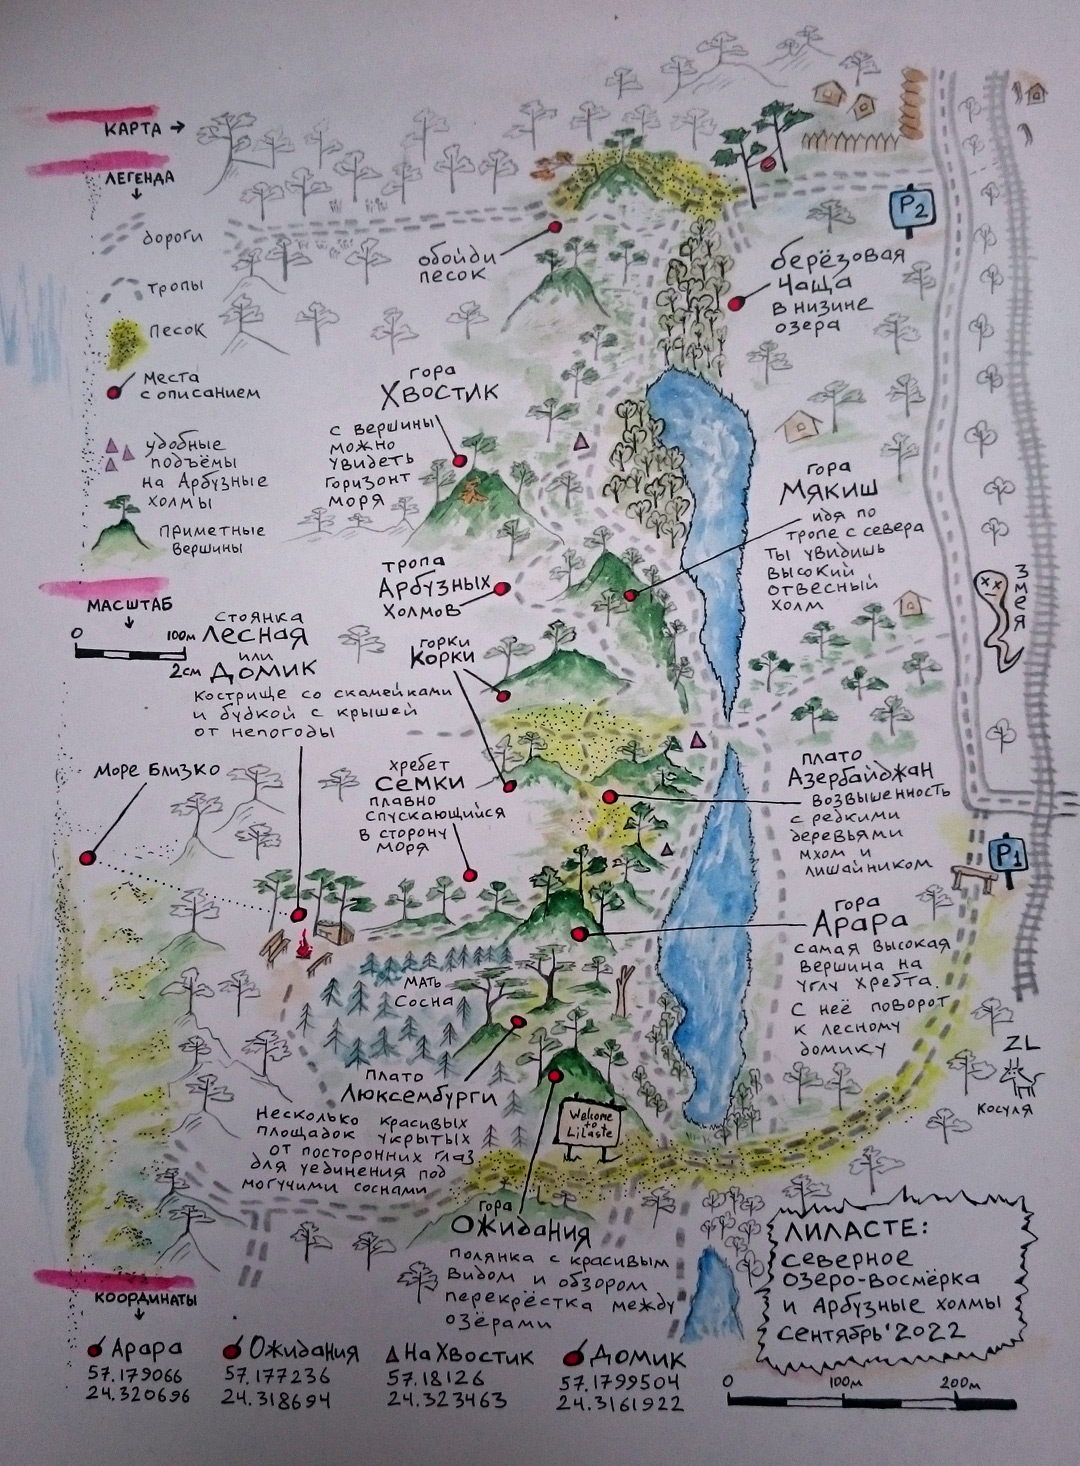 КАРТА →
ЛЕГЕНДА
дороги
тропы
песок
места
с описанием
удобные
подъёмы
на Арбузные
холмы
приметные
вершины
МАСШТАБ
0 100м
2см
обойди
песок
P2
берёзовая
чаща
в низине
озера
гора
Хвостик
с вершины
можно
увидеть
горизонт
моря
гора
Мякиш
идя по
тропе с севера
ты увидишь
высокий
отвесный
холм
тропа
Арбузных
холмов
горки
Корки
Змея
стоянка
Лесная
или
Домик
кострище со скамейками
и будкой с крышей
от непогоды
Море близко
хребет
Семки
плавно
спускающийся
в сторону
моря
плато
Азербайджан
возвышенность
с редкими
деревьями
мхом и
лишайником
P1
гора
Арара
самая высокая
вершина на
углу хребта.
С неё поворот
к лесному
домику
мать
Сосна
ZL
косуля
плато
Люксембурги
Несколько красивых
площадок укрытых
от посторонних глаз
для уединения под
могучими соснами
Welcome
to
LiLaste
гора
Ожидания
полянка с красивым
видом и обзором
перекрёстка между
озёрами
ЛИЛАСТЕ:
северное
озеро-восмёрка
и Арбузные холмы
сентябрь'2022
КООРДИНАТЫ
Арара
57.179066
24.320696
Ожидания
57.177236
24.318694
На Хвостик
57.18126
24.323463
Домик
57.1799504
24.3161922
0 100м 200м